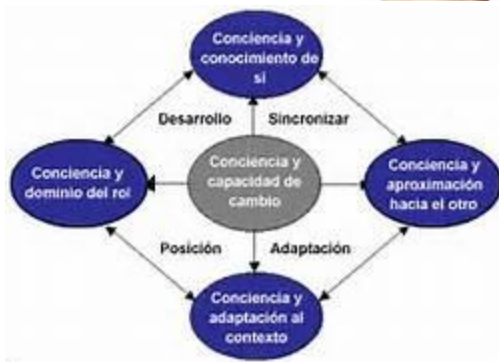 Conciencia y
conocimiento de
si
Desarrollo
Sincronizar
Conciencia y
dominio del rol
Conciencia y
capacidad de
cambio
Conciencia y
aproximación
hacia el otro
Posición
Adaptación
Conciencia y
adaptación al
contexto